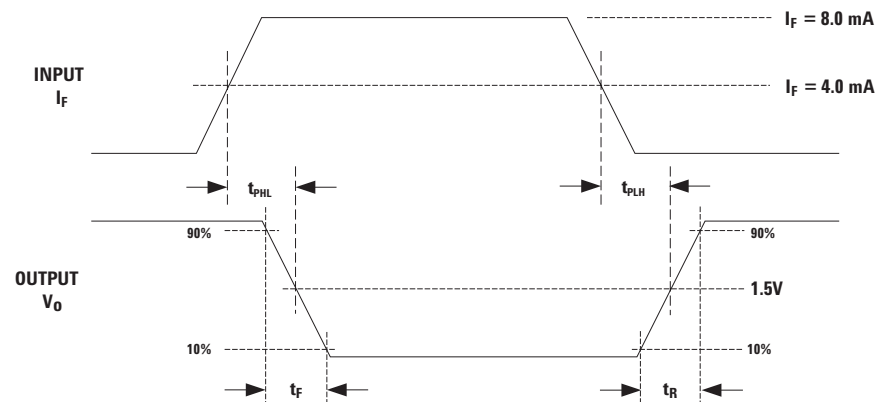 I_F = 8.0 mA
INPUT
I_F
I_F = 4.0 mA
t_PHL
t_PLH
90%
90%
OUTPUT
V_O
1.5V
10%
10%
t_F
t_R